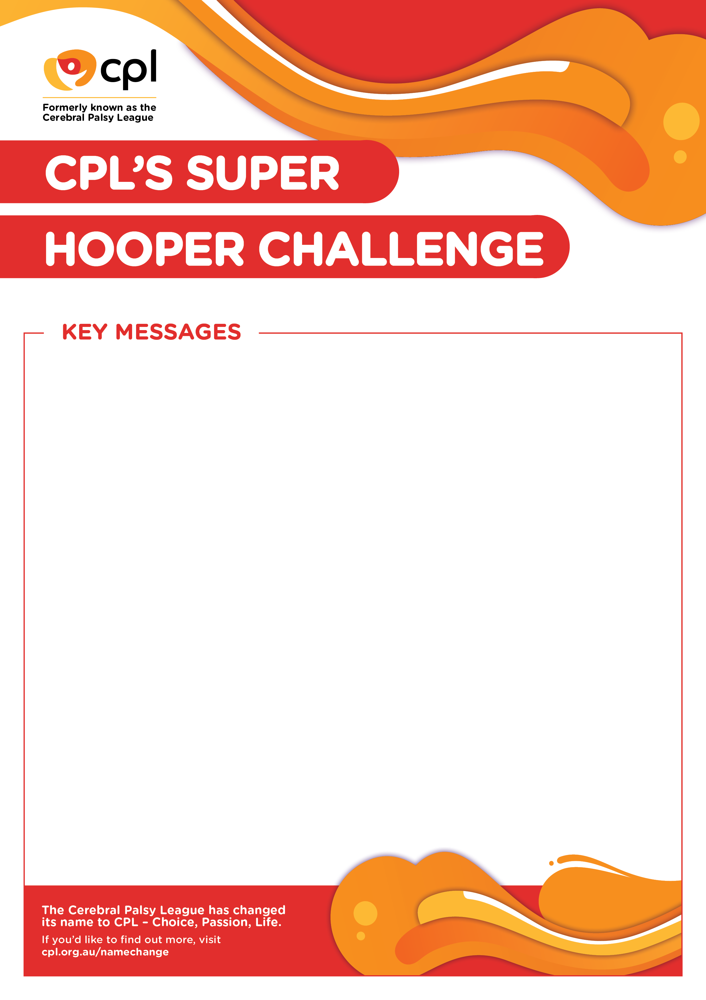 cpl
Formerly known as the
Cerebral Palsy League
CPL’S SUPER
HOOPER CHALLENGE
KEY MESSAGES
The Cerebral Palsy League has changed
its name to CPL – Choice, Passion, Life.
If you’d like to find out more, visit
cpl.org.au/namechange